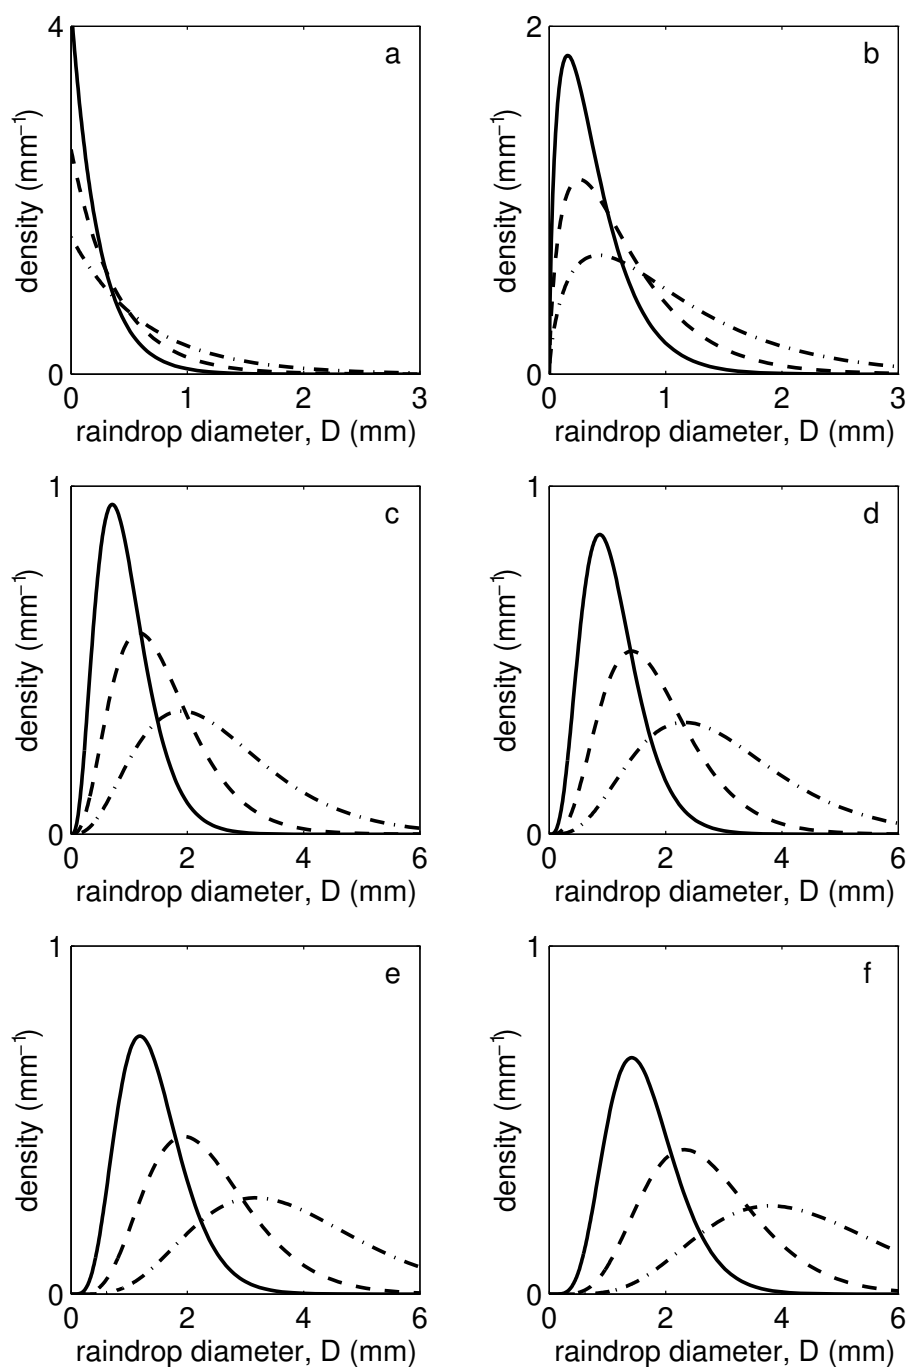 4
a
density (mm⁻¹)
0
0 1 2 3
raindrop diameter, D (mm)
2
b
density (mm⁻¹)
0
0 1 2 3
raindrop diameter, D (mm)
1
c
density (mm⁻¹)
0
0 2 4 6
raindrop diameter, D (mm)
1
d
density (mm⁻¹)
0
0 2 4 6
raindrop diameter, D (mm)
1
e
density (mm⁻¹)
0
0 2 4 6
raindrop diameter, D (mm)
1
f
density (mm⁻¹)
0
0 2 4 6
raindrop diameter, D (mm)